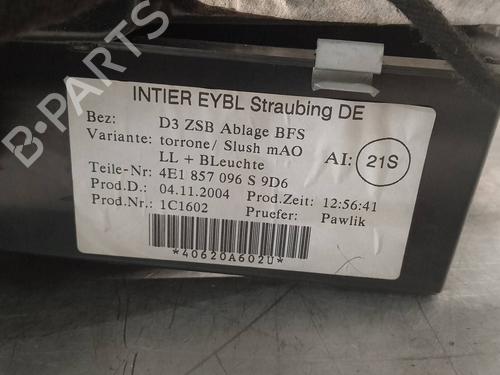 INTIER EYBL Straubing DE
Bez: D3 ZSB Ablage BFS
Variante: torrone/ Slush mAO AI: 21S
LL + BLeuchte
Teile-Nr: 4E1 857 096 S 9D6
Prod.D.: 04.11.2004 Prod.Zeit: 12:56:41
Prod.Nr.: 1C1602 Pruefer: Pawlik
*40620A602U*
B-PARTS